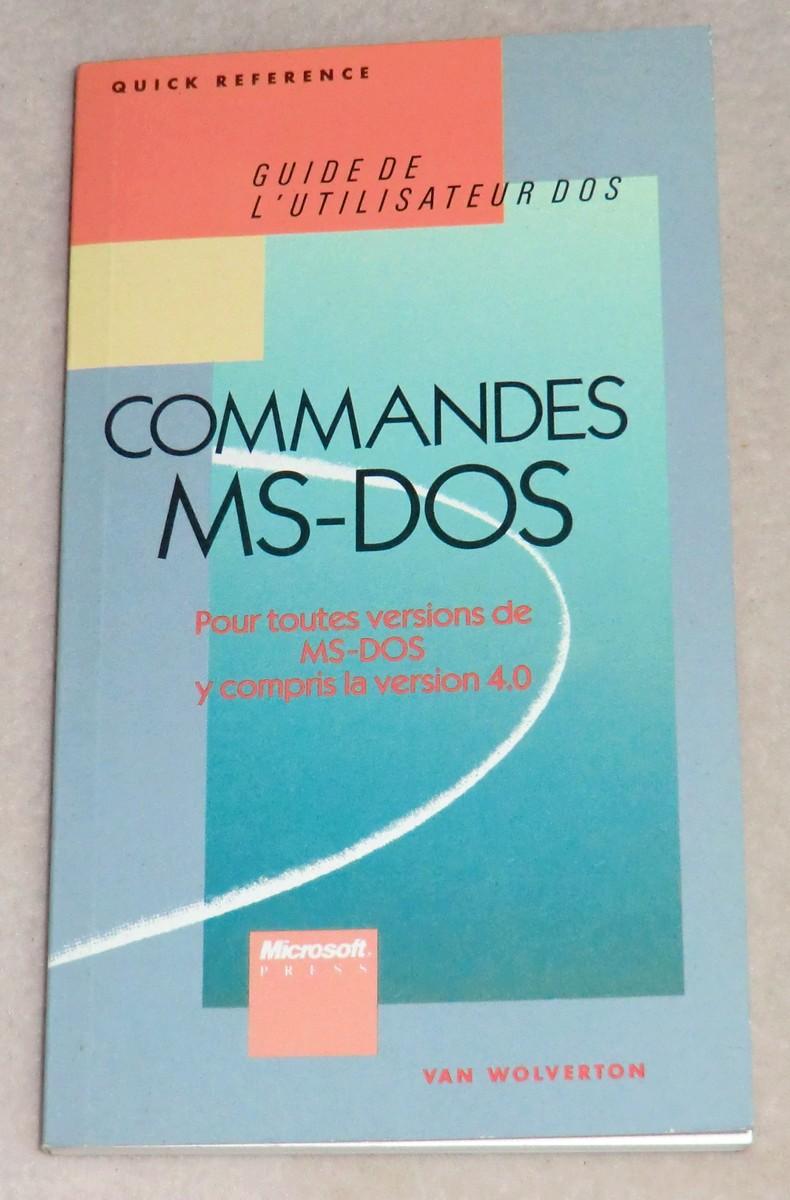 QUICK REFERENCE
GUIDE DE
L'UTILISATEUR DOS
COMMANDES
MS-DOS
Pour toutes versions de
MS-DOS
y compris la version 4.0
Microsoft.
PRESS
VAN WOLVERTON